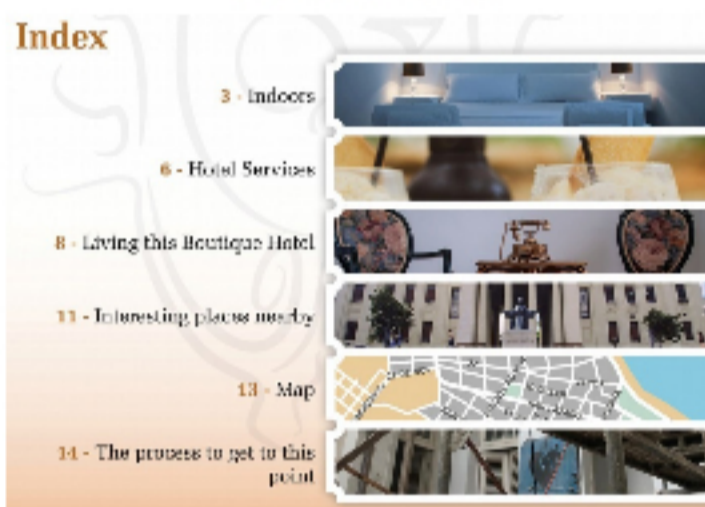 Index
3 - Indoors
6 - Hotel Services
8 - Living this Boutique Hotel
11 - Interesting places nearby
13 - Map
14 - The process to get to this
point